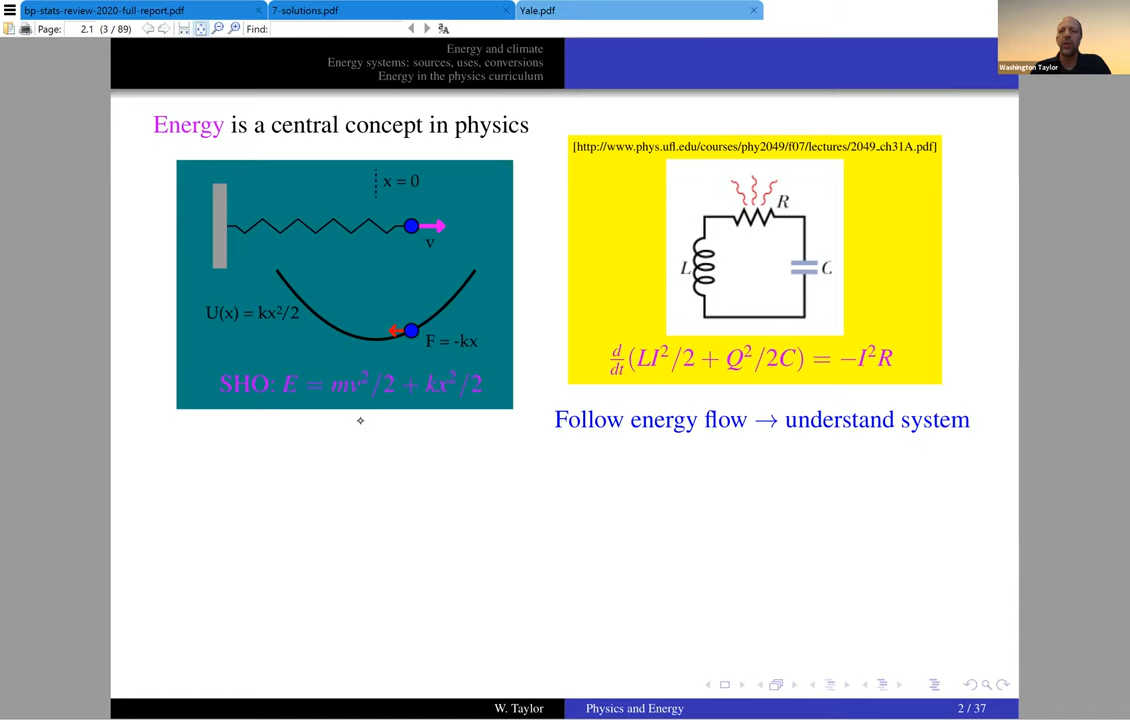 bp-stats-review-2020-full-report.pdf
7-solutions.pdf
Yale.pdf
Page: 2.1 (3 / 89)
Find:
Washington Taylor
Energy and climate
Energy systems: sources, uses, conversions
Energy in the physics curriculum
Energy is a central concept in physics
x = 0
v
U(x) = kx²/2
F = -kx
SHO: E = mv²/2 + kx²/2
[http://www.phys.ufl.edu/courses/phy2049/f07/lectures/2049_ch31A.pdf]
R
L
C
d/dt (LI²/2 + Q²/2C) = −I²R
Follow energy flow → understand system
W. Taylor
Physics and Energy
2 / 37